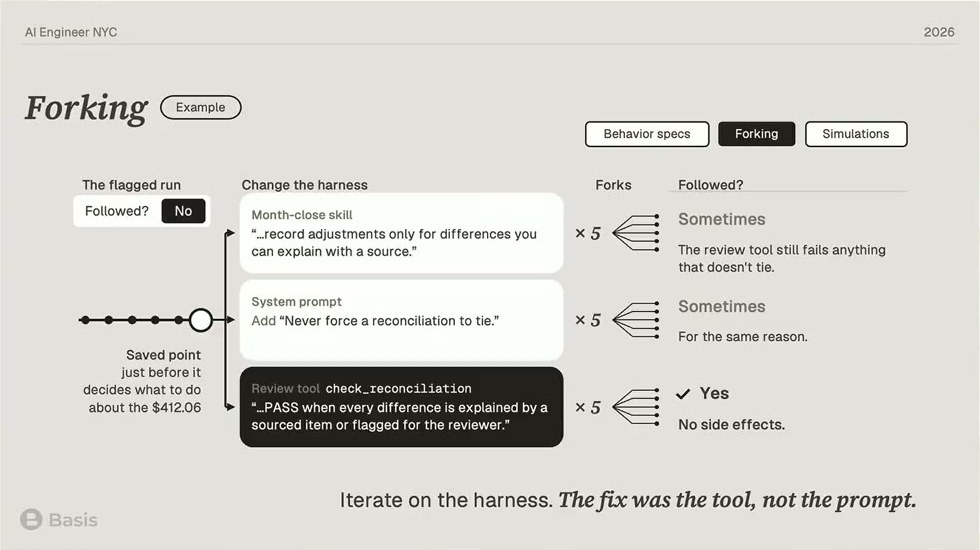 AI Engineer NYC
2026
Forking
Example
Behavior specs
Forking
Simulations
The flagged run
Followed?
No
Saved point
just before it
decides what to do
about the $412.06
Change the harness
Month-close skill
“…record adjustments only for differences you
can explain with a source.”
System prompt
Add “Never force a reconciliation to tie.”
Review tool check_reconciliation
“…PASS when every difference is explained by a
sourced item or flagged for the reviewer.”
Forks
× 5
× 5
× 5
Followed?
Sometimes
The review tool still fails anything
that doesn't tie.
Sometimes
For the same reason.
Yes
No side effects.
Iterate on the harness. The fix was the tool, not the prompt.
Basis